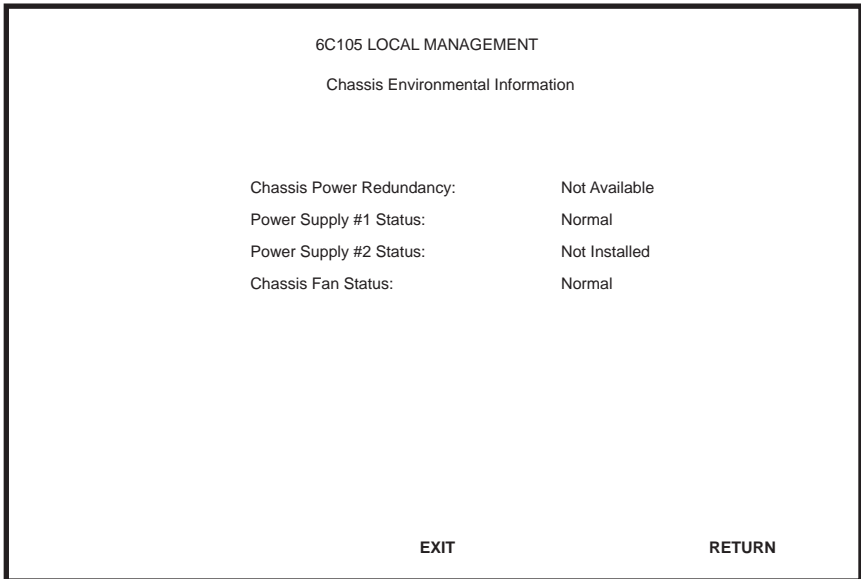 6C105 LOCAL MANAGEMENT
Chassis Environmental Information
Chassis Power Redundancy: Not Available
Power Supply #1 Status: Normal
Power Supply #2 Status: Not Installed
Chassis Fan Status: Normal
EXIT RETURN